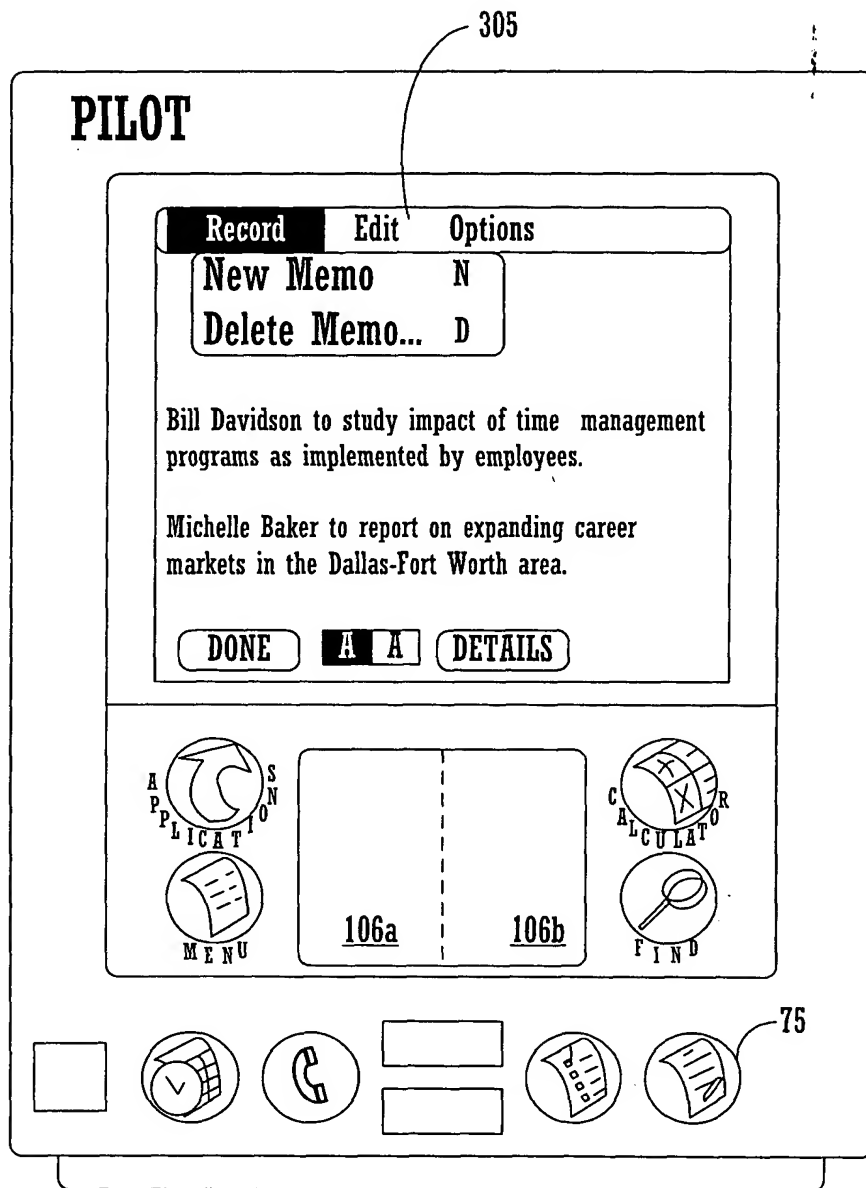 305
PILOT
Record Edit Options
New Memo N
Delete Memo... D
Bill Davidson to study impact of time management
programs as implemented by employees.
Michelle Baker to report on expanding career
markets in the Dallas-Fort Worth area.
DONE A A DETAILS
APPLICATIONS
CALCULATOR
MENU
106a 106b
FIND
75